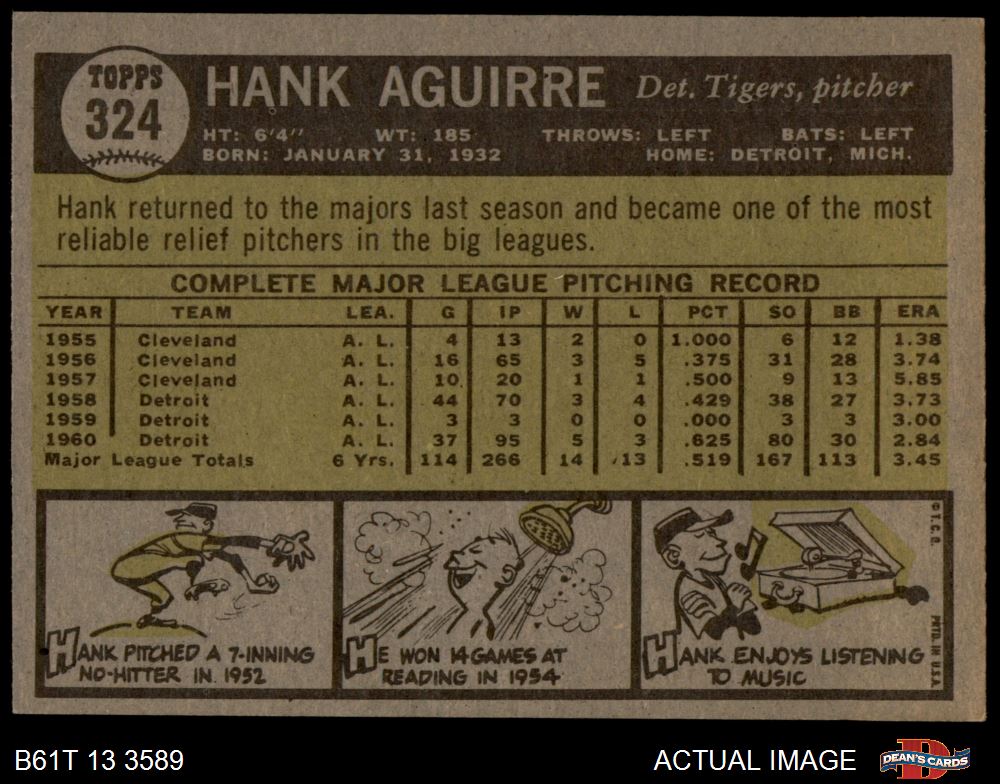 TOPPS
324
HANK AGUIRRE Det. Tigers, pitcher
HT: 6'4" WT: 185 THROWS: LEFT BATS: LEFT
BORN: JANUARY 31, 1932 HOME: DETROIT, MICH.
Hank returned to the majors last season and became one of the most
reliable relief pitchers in the big leagues.
COMPLETE MAJOR LEAGUE PITCHING RECORD
YEAR TEAM LEA. G IP W L PCT SO BB ERA
1955 Cleveland A. L. 4 13 2 0 1.000 6 12 1.38
1956 Cleveland A. L. 16 65 3 5 .375 31 28 3.74
1957 Cleveland A. L. 10 20 1 1 .500 9 13 5.85
1958 Detroit A. L. 44 70 3 4 .429 38 27 3.73
1959 Detroit A. L. 3 3 0 0 .000 3 3 3.00
1960 Detroit A. L. 37 95 5 3 .625 80 30 2.84
Major League Totals 6 Yrs. 114 266 14 13 .519 167 113 3.45
HANK PITCHED A 7-INNING
NO-HITTER IN 1952
HE WON 14 GAMES AT
READING IN 1954
HANK ENJOYS LISTENING
TO MUSIC
© T. C. G.
PRTD. IN U.S.A.
B61T 13 3589
ACTUAL IMAGE
D
DEAN'S CARDS